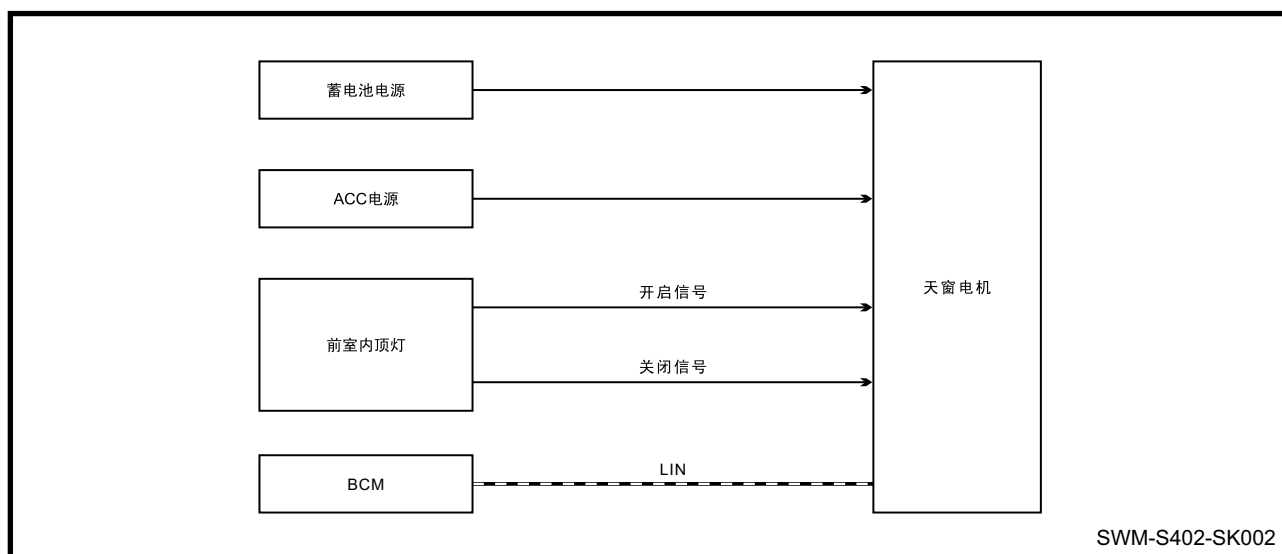 蓄电池电源
ACC电源
开启信号
天窗电机
前室内顶灯
关闭信号
BCM
LIN
SWM-S402-SK002